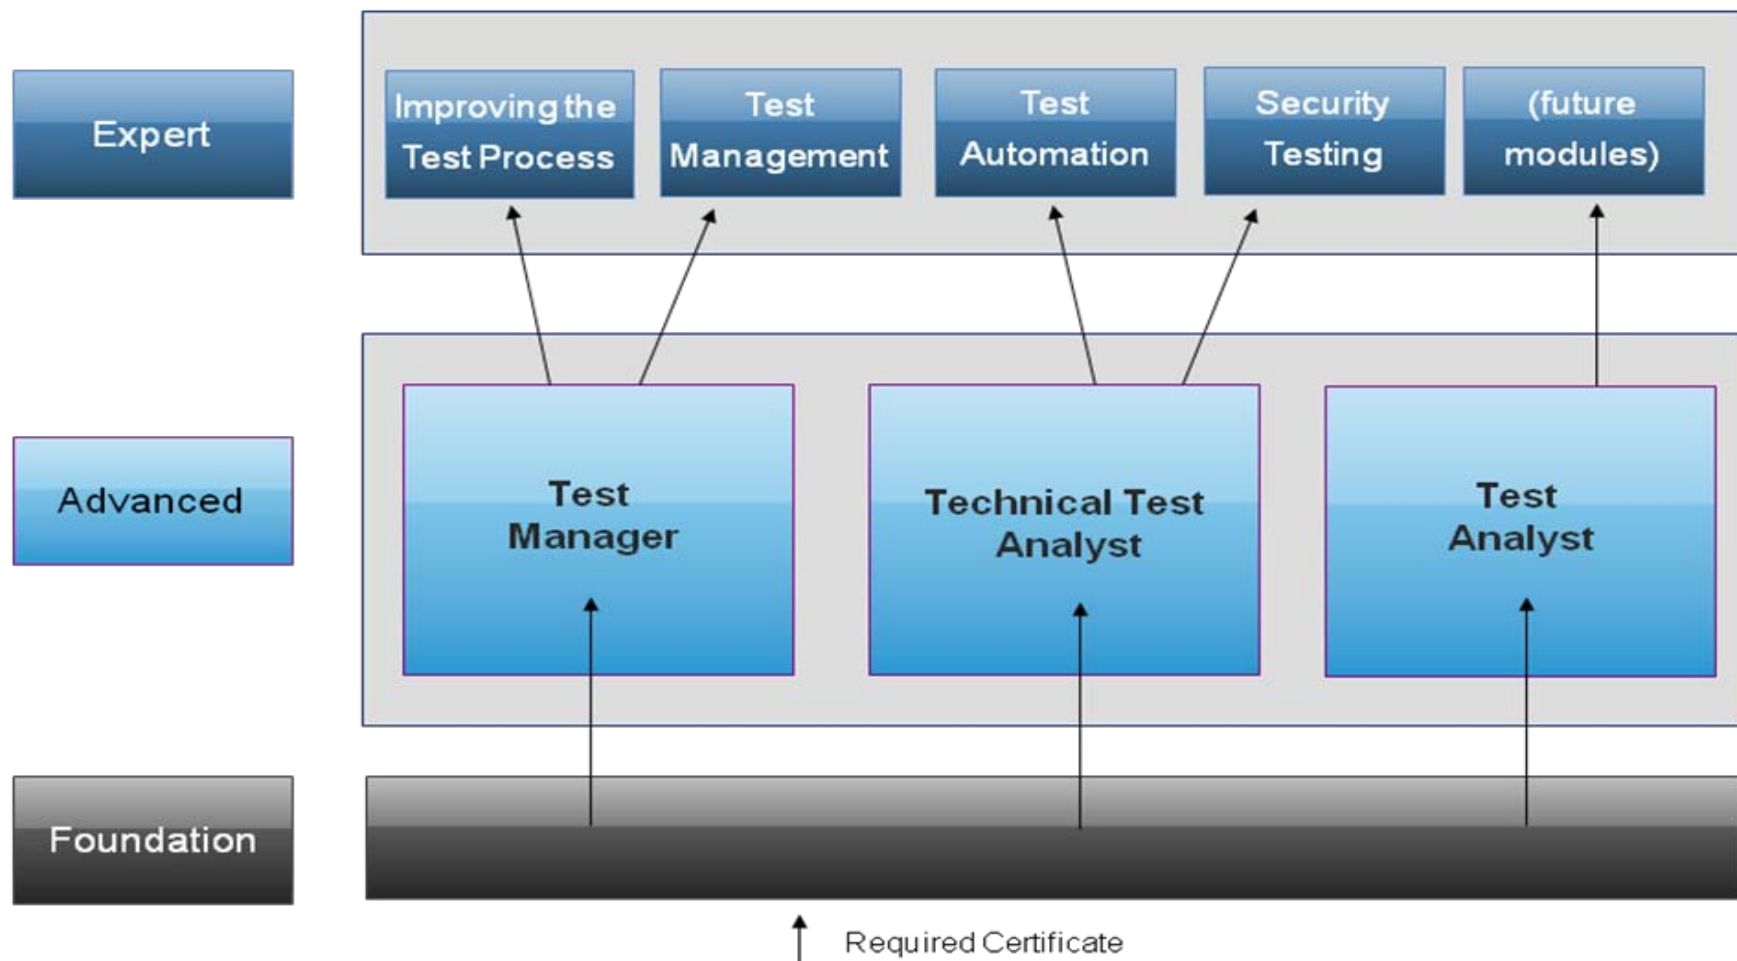 Expert
Improving the
Test Process
Test
Management
Test
Automation
Security
Testing
(future
modules)
Advanced
Test
Manager
Technical Test
Analyst
Test
Analyst
Foundation
Required Certificate